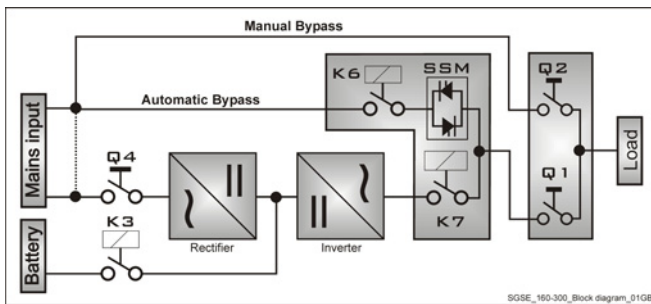 Manual Bypass
K6
SSM
Q2
Automatic Bypass
Mains input
Q4
Load
Q1
K3
K7
Rectifier
Inverter
Battery
SGSE_160-300_Block diagram_01GB